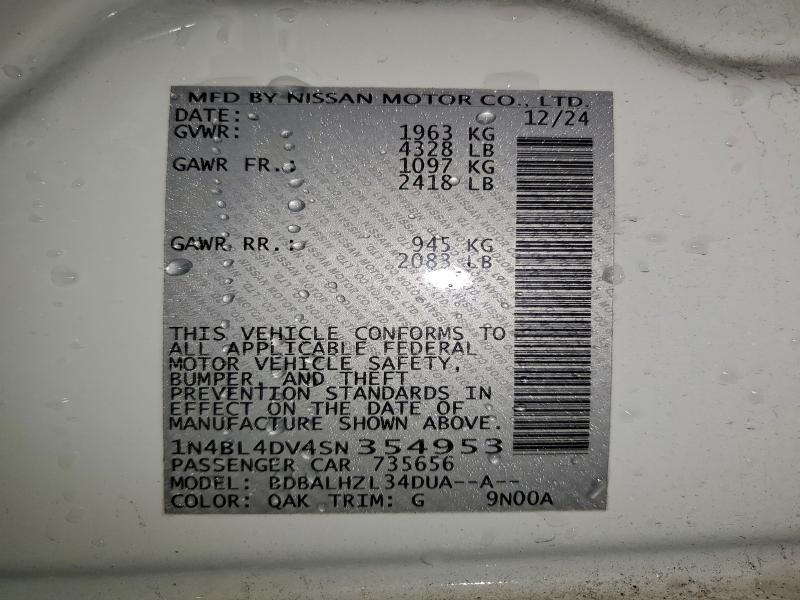 MFD BY NISSAN MOTOR CO., LTD.
DATE: 12/24
GVWR: 1963 KG
4328 LB
GAWR FR.: 1097 KG
2418 LB
GAWR RR.: 945 KG
2083 LB
THIS VEHICLE CONFORMS TO
ALL APPLICABLE FEDERAL
MOTOR VEHICLE SAFETY,
BUMPER, AND THEFT
PREVENTION STANDARDS IN
EFFECT ON THE DATE OF
MANUFACTURE SHOWN ABOVE.
1N4BL4DV4SN354953
PASSENGER CAR 735656
MODEL: BDBALHZL34DUA--A--
COLOR: QAK TRIM: G 9N00A